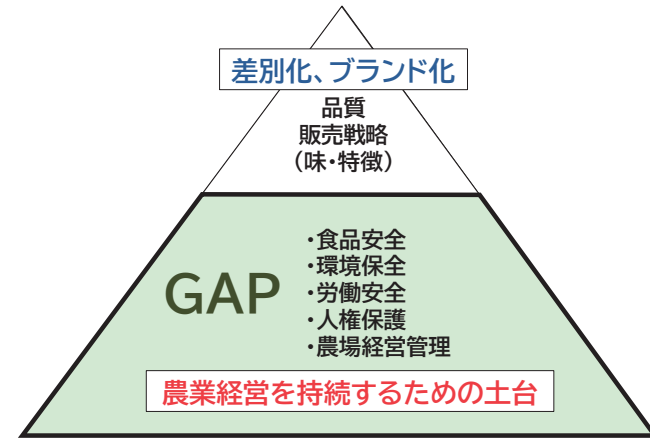 差別化、ブランド化
品質
販売戦略
（味・特徴）
GAP
・食品安全
・環境保全
・労働安全
・人権保護
・農場経営管理
農業経営を持続するための土台